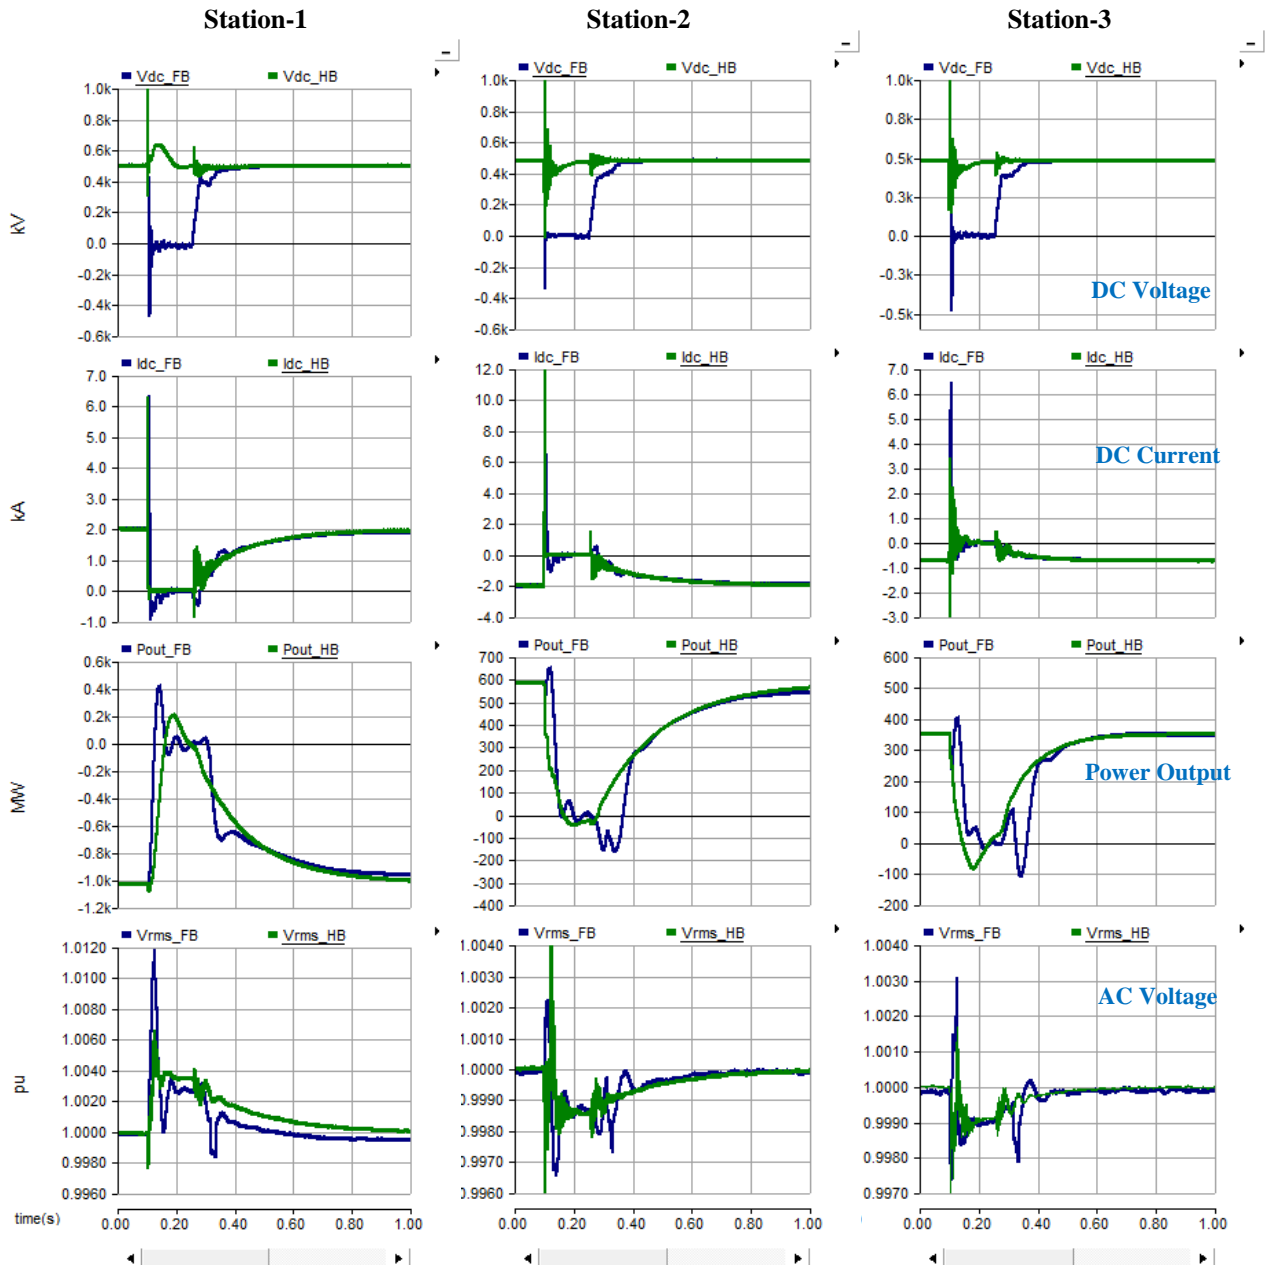 Station-1 Station-2 Station-3
Vdc_FB Vdc_HB Vdc_FB Vdc_HB Vdc_FB Vdc_HB
1.0k 1.0k 1.0k
0.8k 0.8k 0.8k
0.6k 0.6k 0.5k
0.4k 0.4k 0.3k
0.2k 0.2k 0.0
0.0 0.0 -0.3k
-0.2k -0.2k -0.5k
-0.4k -0.4k
-0.6k -0.6k
kV
DC Voltage
Idc_FB Idc_HB Idc_FB Idc_HB Idc_FB Idc_HB
7.0 12.0 7.0
6.0 10.0 6.0
5.0 8.0 5.0
4.0 6.0 4.0
3.0 4.0 3.0
2.0 2.0 2.0
1.0 0.0 1.0
0.0 -2.0 0.0
-1.0 -4.0 -1.0
-2.0
-3.0
kA
DC Current
Pout_FB Pout_HB Pout_FB Pout_HB Pout_FB Pout_HB
0.6k 700 600
0.4k 600 500
0.2k 500 400
0.0 400 300
-0.2k 300 200
-0.4k 200 100
-0.6k 100 0
-0.8k 0 -100
-1.0k -100 -200
-1.2k -200
-300
-400
MW
Power Output
Vrms_FB Vrms_HB Vrms_FB Vrms_HB Vrms_FB Vrms_HB
1.0120 1.0040 1.0040
1.0100 1.0030 1.0030
1.0080 1.0020 1.0020
1.0060 1.0010 1.0010
1.0040 1.0000 1.0000
1.0020 0.9990 0.9990
1.0000 0.9980 0.9980
0.9980 0.9970 0.9970
0.9960 0.9960
pu
AC Voltage
time(s) 0.00 0.20 0.40 0.60 0.80 1.00 0.00 0.20 0.40 0.60 0.80 1.00 0.00 0.20 0.40 0.60 0.80 1.00